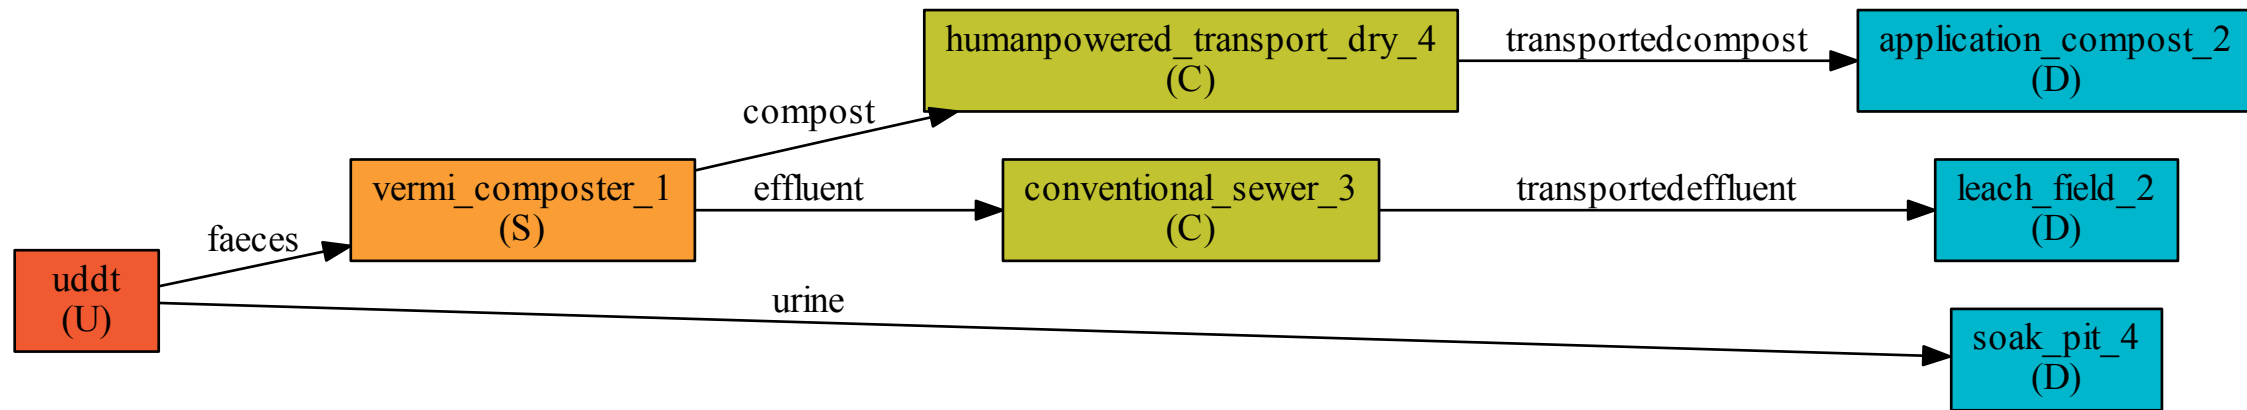 humanpowered_transport_dry_4
(C)
transportedcompost
application_compost_2
(D)
compost
vermi_composter_1
(S)
effluent
conventional_sewer_3
(C)
transportedeffluent
leach_field_2
(D)
faeces
uddt
(U)
urine
soak_pit_4
(D)